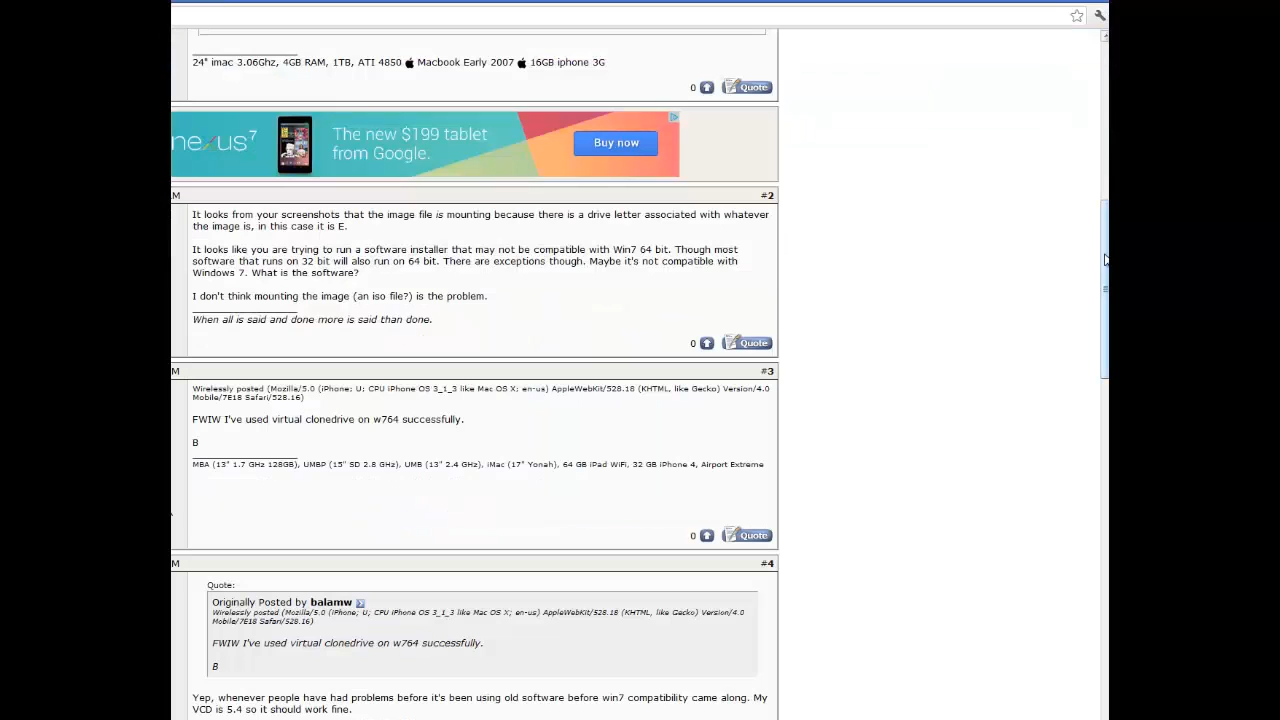 24" imac 3.06Ghz, 4GB RAM, 1TB, ATI 4850 Macbook Early 2007 16GB iphone 3G
0 Quote
nexus 7 The new $199 tablet
from Google.
Buy now
M #2
It looks from your screenshots that the image file is mounting because there is a drive letter associated with whatever
the image is, in this case it is E.
It looks like you are trying to run a software installer that may not be compatible with Win7 64 bit. Though most
software that runs on 32 bit will also run on 64 bit. There are exceptions though. Maybe it's not compatible with
Windows 7. What is the software?
I don't think mounting the image (an iso file?) is the problem.
When all is said and done more is said than done.
0 Quote
M #3
Wirelessly posted (Mozilla/5.0 (iPhone; U; CPU iPhone OS 3_1_3 like Mac OS X; en-us) AppleWebKit/528.18 (KHTML, like Gecko) Version/4.0
Mobile/7E18 Safari/528.16)
FWIW I've used virtual clonedrive on w764 successfully.
B
MBA (13" 1.7 GHz 128GB), UMBP (15" SD 2.8 GHz), UMB (13" 2.4 GHz), iMac (17" Yonah), 64 GB iPad WiFi, 32 GB iPhone 4, Airport Extreme
0 Quote
M #4
Quote:
Originally Posted by balamw
Wirelessly posted (Mozilla/5.0 (iPhone; U; CPU iPhone OS 3_1_3 like Mac OS X; en-us) AppleWebKit/528.18 (KHTML, like Gecko) Version/4.0
Mobile/7E18 Safari/528.16)
FWIW I've used virtual clonedrive on w764 successfully.
B
Yep, whenever people have had problems before it's been using old software before win7 compatibility came along. My
VCD is 5.4 so it should work fine.